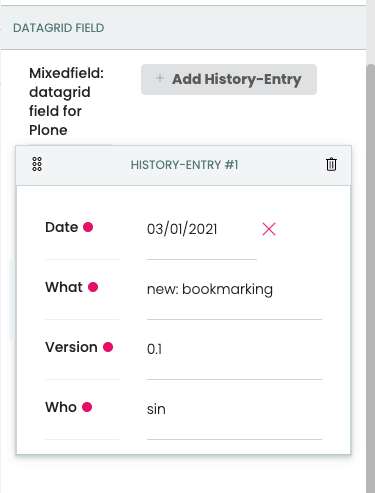 DATAGRID FIELD
Mixedfield:
datagrid
field for
Plone
+ Add History-Entry
HISTORY-ENTRY #1
Date
03/01/2021
What
new: bookmarking
Version
0.1
Who
sin